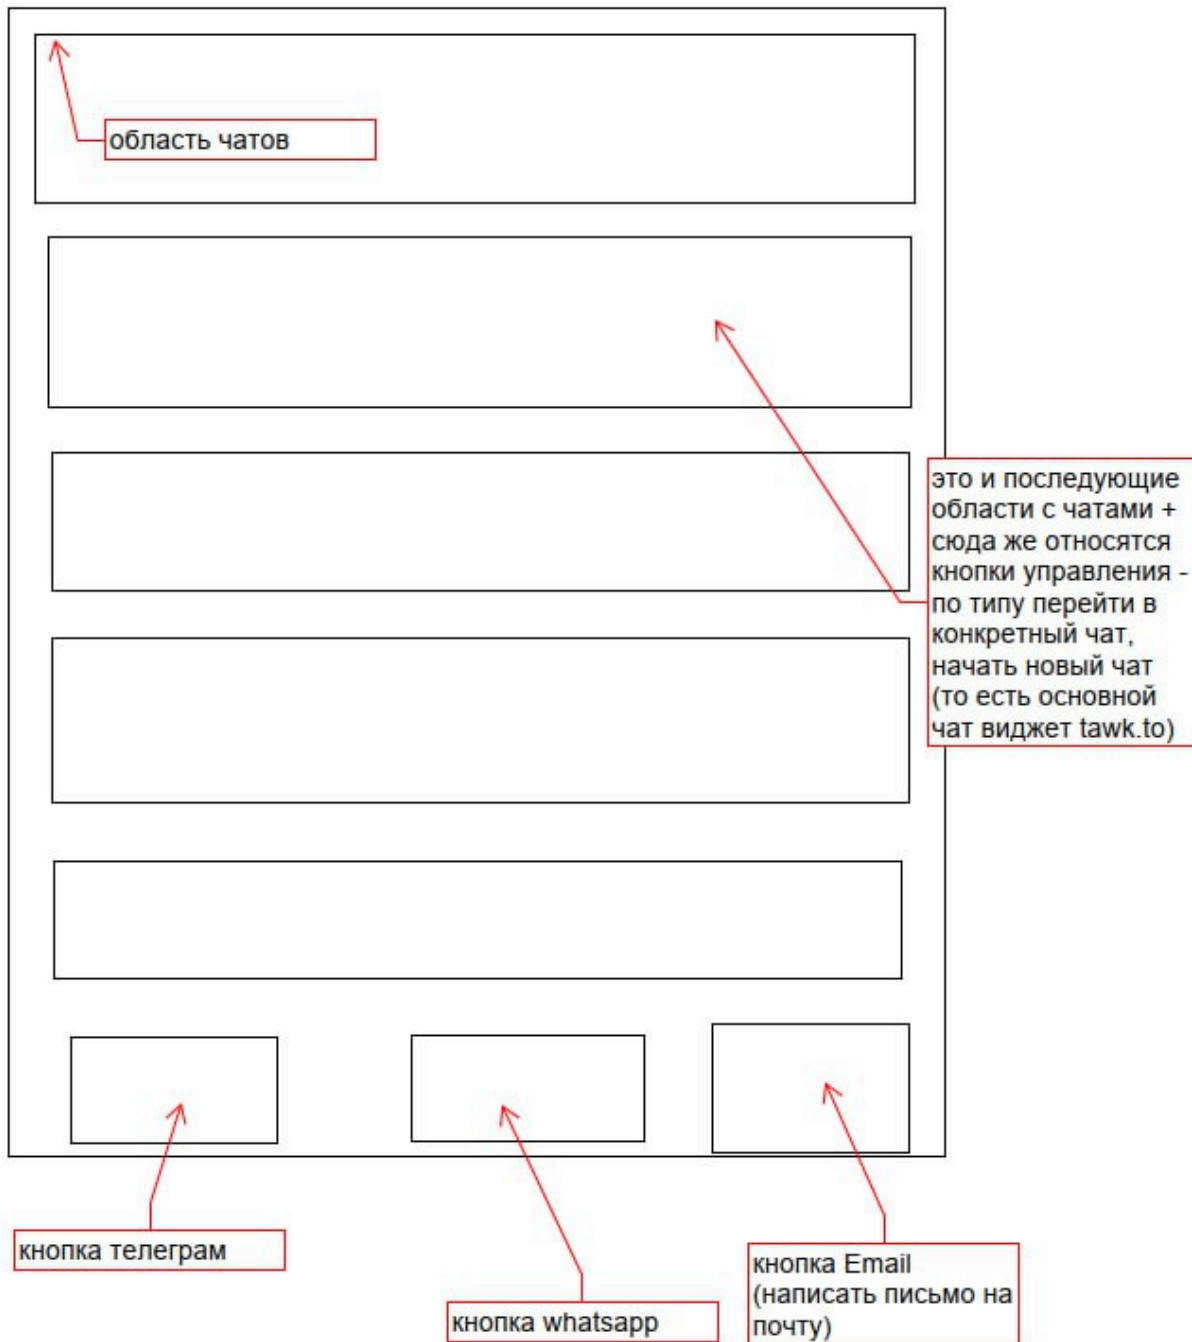 область чатов
это и последующие
области с чатами +
сюда же относятся
кнопки управления -
по типу перейти в
конкретный чат,
начать новый чат
(то есть основной
чат виджет tawk.to)
кнопка телеграм
кнопка whatsapp
кнопка Email
(написать письмо на
почту)